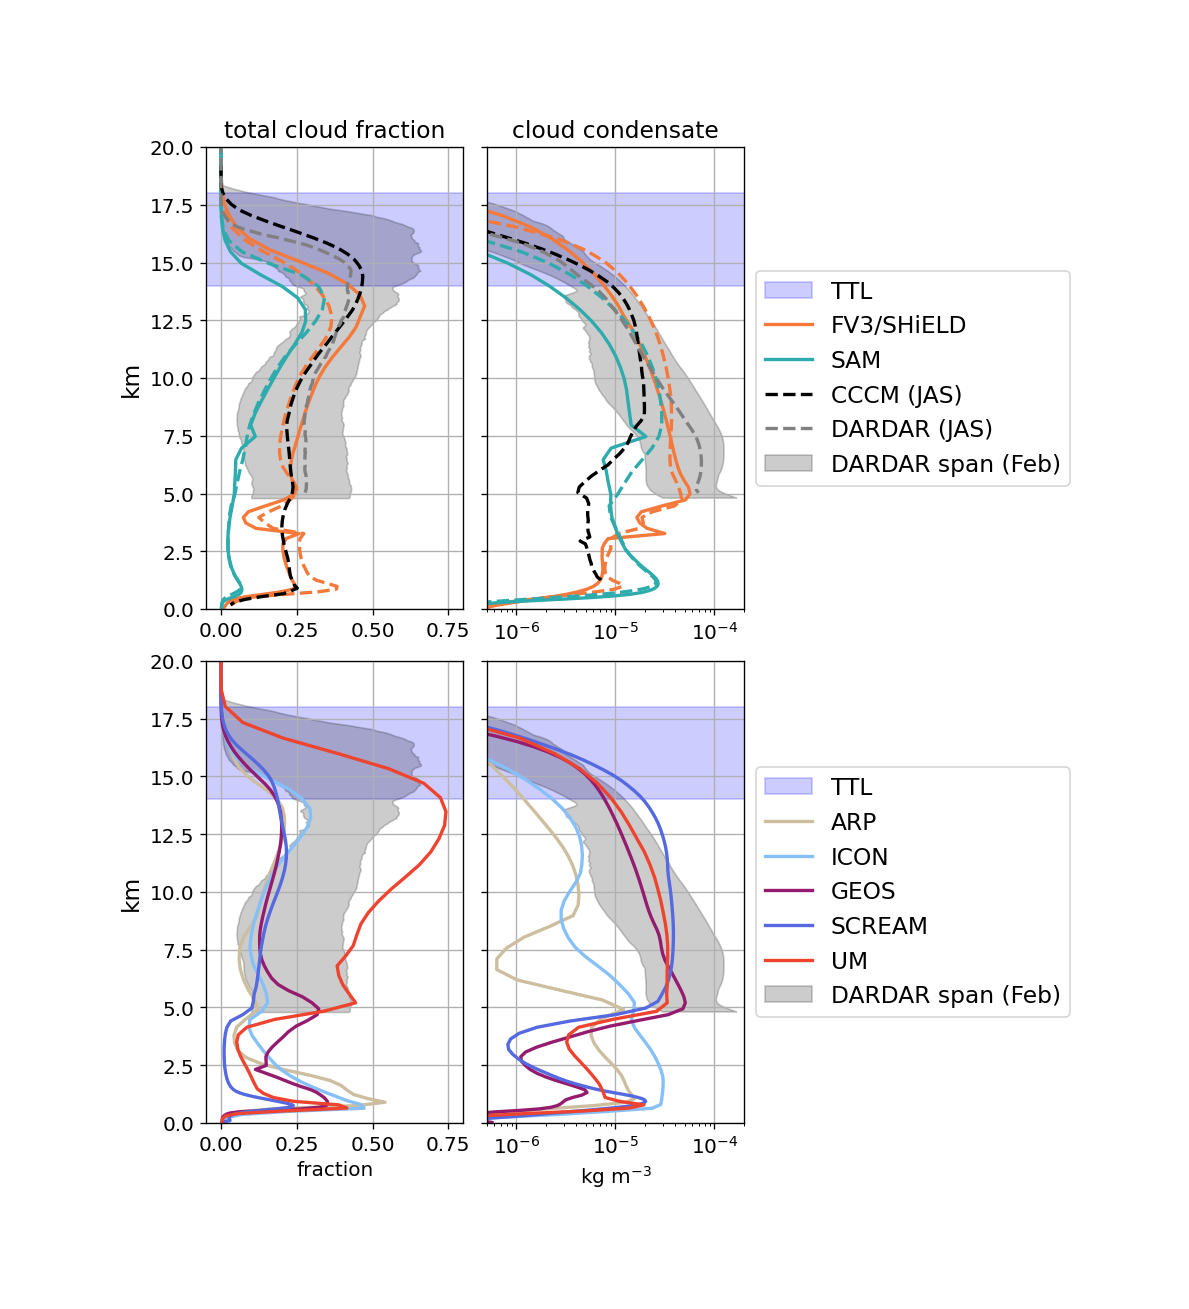 total cloud fraction
cloud condensate
20.0
17.5
15.0
12.5
10.0
7.5
5.0
2.5
0.0
km
0.00 0.25 0.50 0.75
10⁻⁶ 10⁻⁵ 10⁻⁴
TTL
FV3/SHiELD
SAM
CCCM (JAS)
DARDAR (JAS)
DARDAR span (Feb)
20.0
17.5
15.0
12.5
10.0
7.5
5.0
2.5
0.0
km
0.00 0.25 0.50 0.75
fraction
10⁻⁶ 10⁻⁵ 10⁻⁴
kg m⁻³
TTL
ARP
ICON
GEOS
SCREAM
UM
DARDAR span (Feb)